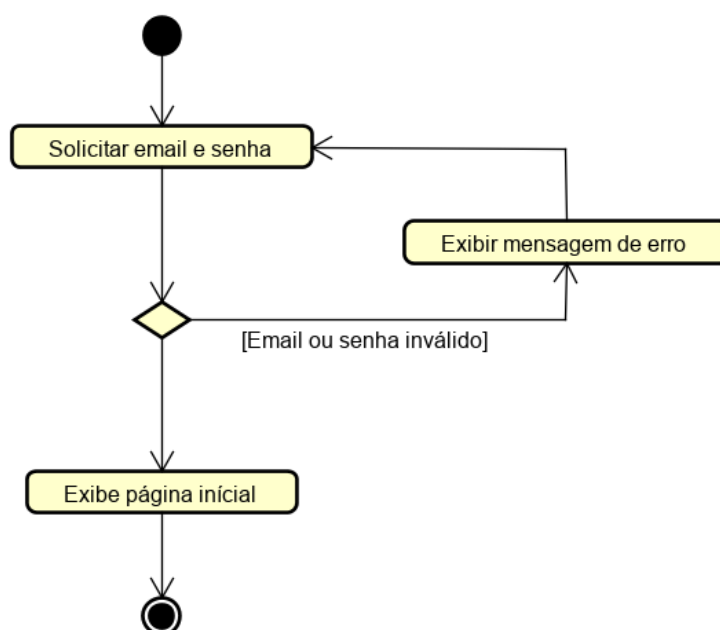 Solicitar email e senha
Exibir mensagem de erro
[Email ou senha inválido]
Exibe página inícial